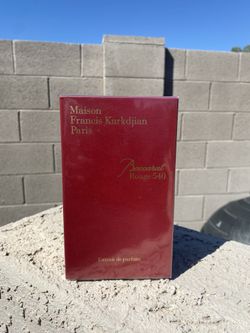 Maison
Francis Kurkdjian
Paris
Baccarat
Rouge 540
Extrait de parfum